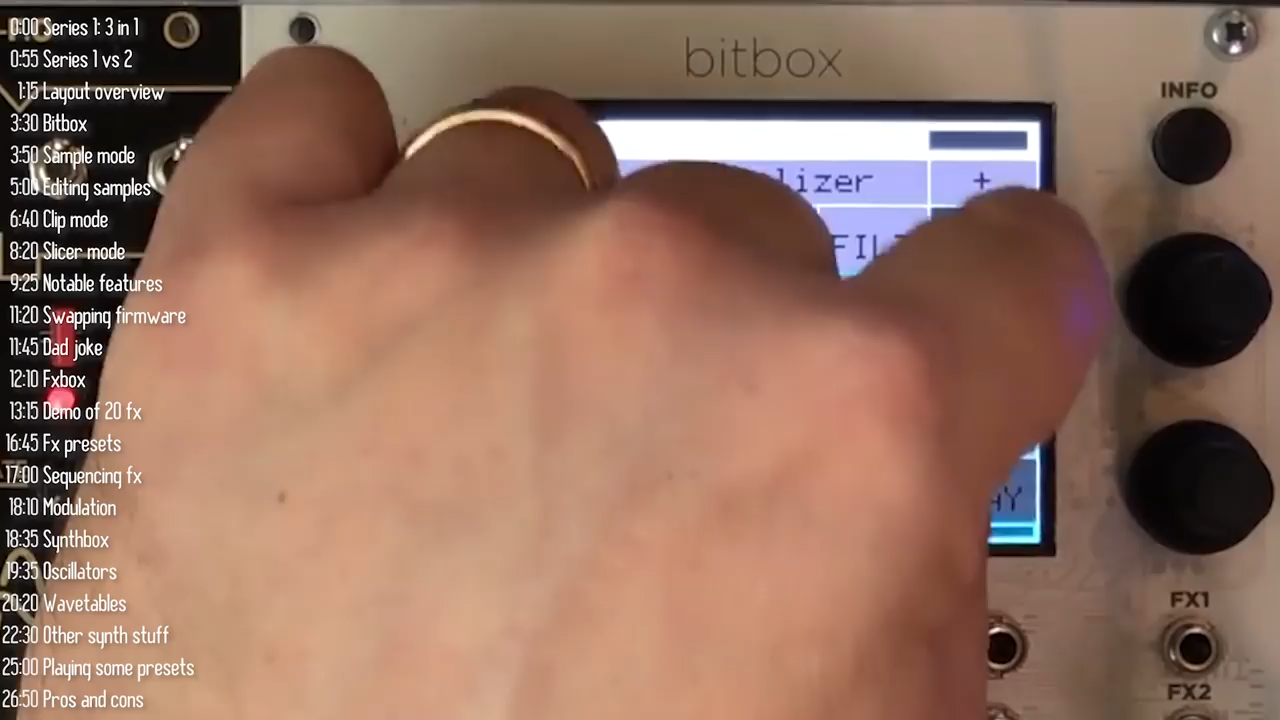 0:00 Series 1: 3 in 1
0:55 Series 1 vs 2
1:15 Layout overview
3:30 Bitbox
3:50 Sample mode
5:00 Editing samples
6:40 Clip mode
8:20 Slicer mode
9:25 Notable features
11:20 Swapping firmware
11:45 Dad joke
12:10 Fxbox
13:15 Demo of 20 fx
16:45 Fx presets
17:00 Sequencing fx
18:10 Modulation
18:35 Synthbox
19:35 Oscillators
20:20 Wavetables
22:30 Other synth stuff
25:00 Playing some presets
26:50 Pros and cons
bitbox
INFO
+
FX1
FX2